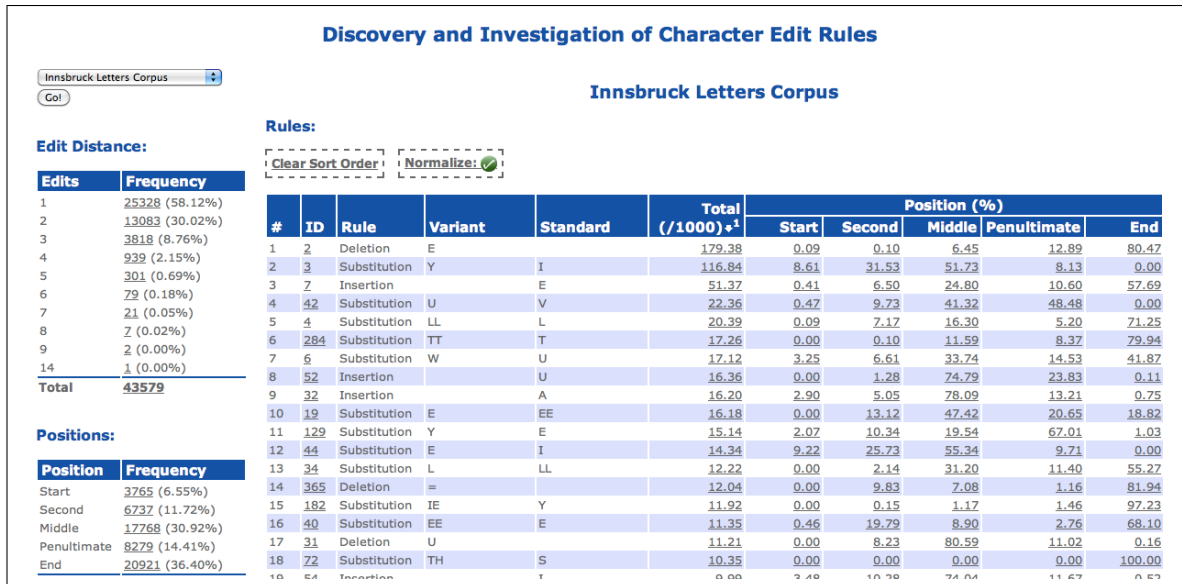 Discovery and Investigation of Character Edit Rules
Innsbruck Letters Corpus
Go!
Innsbruck Letters Corpus
Edit Distance:
Edits Frequency
1 25328 (58.12%)
2 13083 (30.02%)
3 3818 (8.76%)
4 939 (2.15%)
5 301 (0.69%)
6 79 (0.18%)
7 21 (0.05%)
8 7 (0.02%)
9 2 (0.00%)
14 1 (0.00%)
Total 43579
Positions:
Position Frequency
Start 3765 (6.55%)
Second 6737 (11.72%)
Middle 17768 (30.92%)
Penultimate 8279 (14.41%)
End 20921 (36.40%)
Rules:
Clear Sort Order Normalize:
Total Position (%)
# ID Rule Variant Standard (/1000)↓1 Start Second Middle Penultimate End
1 2 Deletion E 179.38 0.09 0.10 6.45 12.89 80.47
2 3 Substitution Y I 116.84 8.61 31.53 51.73 8.13 0.00
3 7 Insertion E 51.37 0.41 6.50 24.80 10.60 57.69
4 42 Substitution U V 22.36 0.47 9.73 41.32 48.48 0.00
5 4 Substitution LL L 20.39 0.09 7.17 16.30 5.20 71.25
6 284 Substitution TT T 17.26 0.00 0.10 11.59 8.37 79.94
7 6 Substitution W U 17.12 3.25 6.61 33.74 14.53 41.87
8 52 Insertion U 16.36 0.00 1.28 74.79 23.83 0.11
9 32 Insertion A 16.20 2.90 5.05 78.09 13.21 0.75
10 19 Substitution E EE 16.18 0.00 13.12 47.42 20.65 18.82
11 129 Substitution Y E 15.14 2.07 10.34 19.54 67.01 1.03
12 44 Substitution E I 14.34 9.22 25.73 55.34 9.71 0.00
13 34 Substitution L LL 12.22 0.00 2.14 31.20 11.40 55.27
14 365 Deletion = 12.04 0.00 9.83 7.08 1.16 81.94
15 182 Substitution IE Y 11.92 0.00 0.15 1.17 1.46 97.23
16 40 Substitution EE E 11.35 0.46 19.79 8.90 2.76 68.10
17 31 Deletion U 11.21 0.00 8.23 80.59 11.02 0.16
18 72 Substitution TH S 10.35 0.00 0.00 0.00 0.00 100.00
19 54 Insertion I 9.99 3.48 10.28 74.04 11.67 0.52